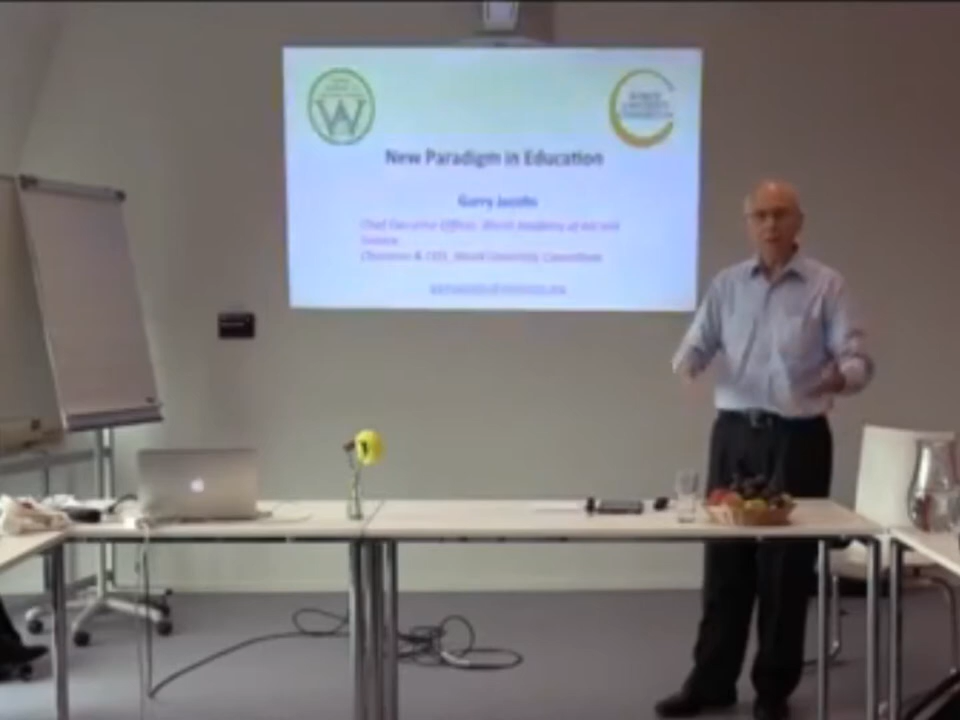 W
New Paradigm in Education
Garry Jacobs
Chief Executive Officer, World Academy of Art and
Science
Chairman & CEO, World University Consortium